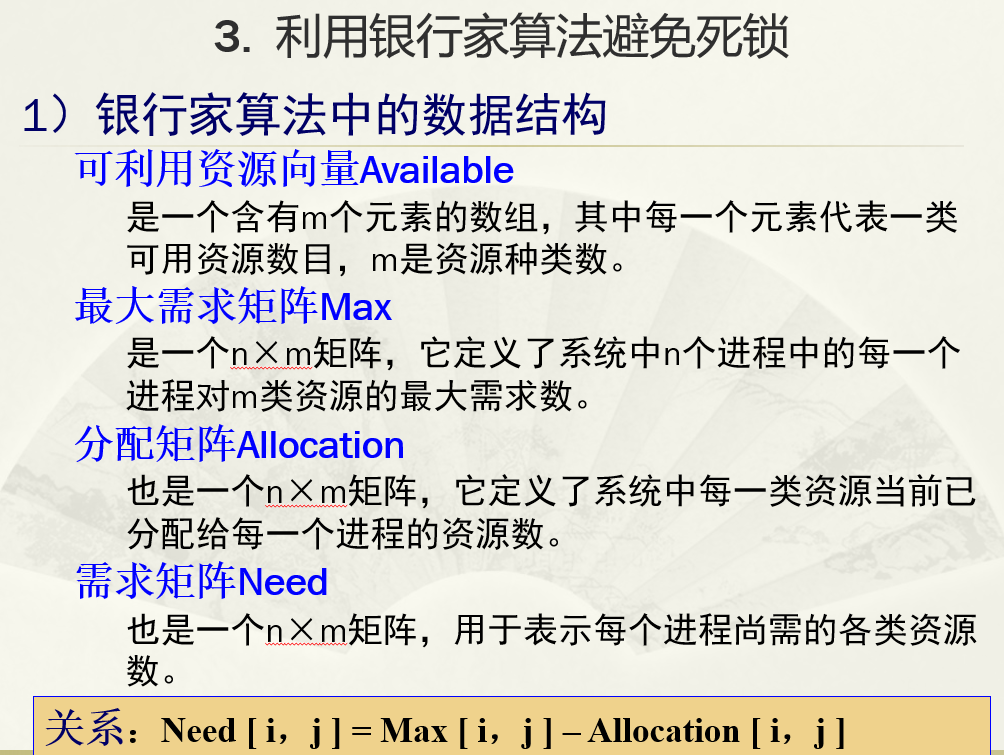 3. 利用银行家算法避免死锁
1）银行家算法中的数据结构
可利用资源向量Available
是一个含有m个元素的数组，其中每一个元素代表一类
可用资源数目，m是资源种类数。
最大需求矩阵Max
是一个n×m矩阵，它定义了系统中n个进程中的每一个
进程对m类资源的最大需求数。
分配矩阵Allocation
也是一个n×m矩阵，它定义了系统中每一类资源当前已
分配给每一个进程的资源数。
需求矩阵Need
也是一个n×m矩阵，用于表示每个进程尚需的各类资源
数。
关系：Need [ i，j ] = Max [ i，j ] – Allocation [ i，j ]